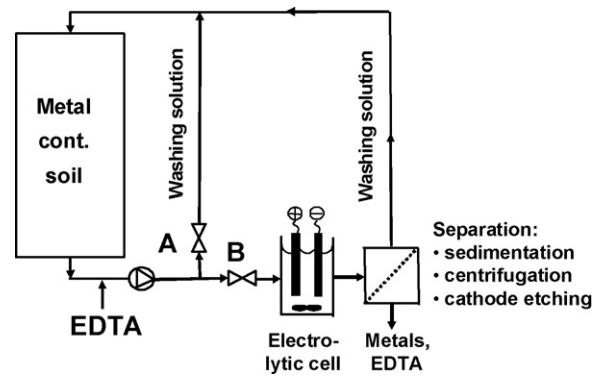 Metal
cont.
soil
Washing solution
Washing solution
A
B
+
−
EDTA
Separation:
• sedimentation
• centrifugation
• cathode etching
Electro-
lytic cell
Metals,
EDTA